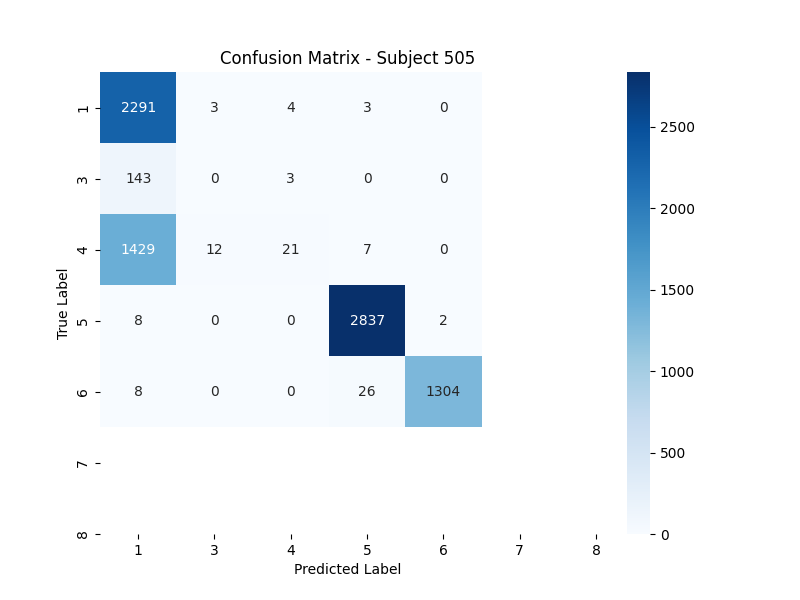 Confusion Matrix - Subject 505
1 2291 3 4 3 0
3 143 0 3 0 0
4 1429 12 21 7 0
5 8 0 0 2837 2
6 8 0 0 26 1304
7
8
True Label
1 3 4 5 6 7 8
Predicted Label
2500
2000
1500
1000
500
0